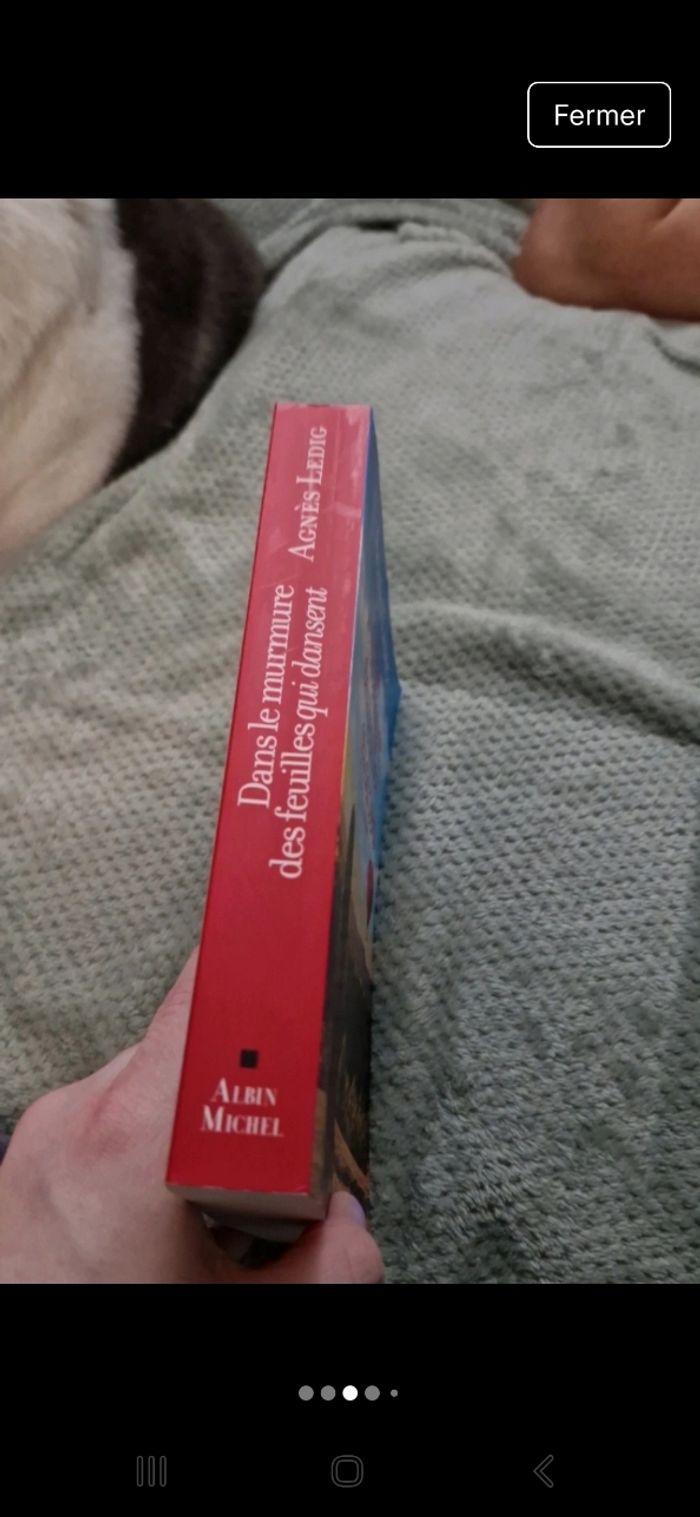 Fermer
Dans le murmure
des feuilles qui dansent
AGNÈS LEDIG
ALBIN
MICHEL